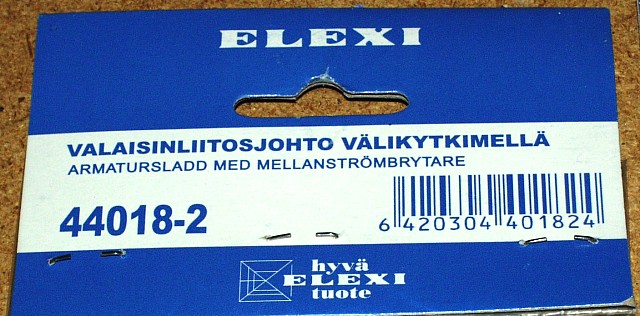 ELEXI
VALAISINLIITOSJOHTO VÄLIKYTKIMELLÄ
ARMATURSLADD MED MELLANSTRÖMBRYTARE
44018-2
6 420304 401824
hyvä
ELEXI
tuote